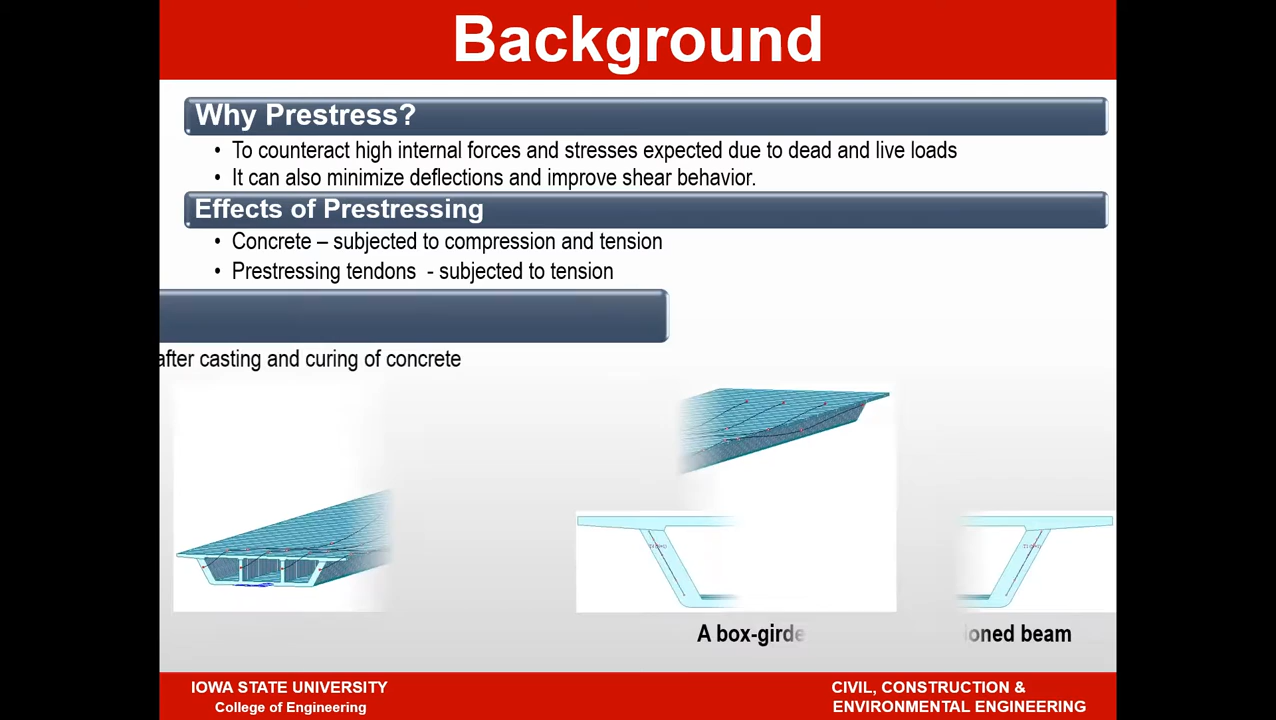 Background
Why Prestress?
• To counteract high internal forces and stresses expected due to dead and live loads
• It can also minimize deflections and improve shear behavior.
Effects of Prestressing
• Concrete – subjected to compression and tension
• Prestressing tendons - subjected to tension
after casting and curing of concrete
A box-girde
ioned beam
IOWA STATE UNIVERSITY
College of Engineering
CIVIL, CONSTRUCTION &
ENVIRONMENTAL ENGINEERING